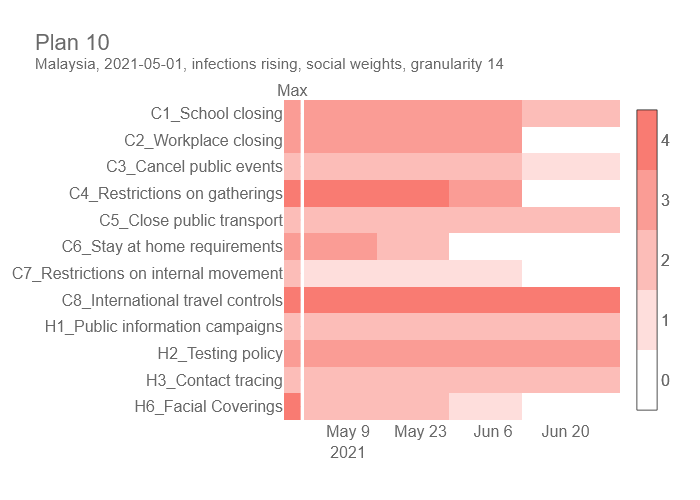 Plan 10
Malaysia, 2021-05-01, infections rising, social weights, granularity 14
Max
C1_School closing
C2_Workplace closing
C3_Cancel public events
C4_Restrictions on gatherings
C5_Close public transport
C6_Stay at home requirements
C7_Restrictions on internal movement
C8_International travel controls
H1_Public information campaigns
H2_Testing policy
H3_Contact tracing
H6_Facial Coverings
4
3
2
1
0
May 9 May 23 Jun 6 Jun 20
2021